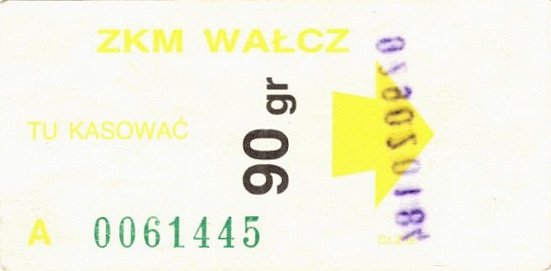 ZKM WAŁCZ
90 gr
TU KASOWAĆ
A 0061445